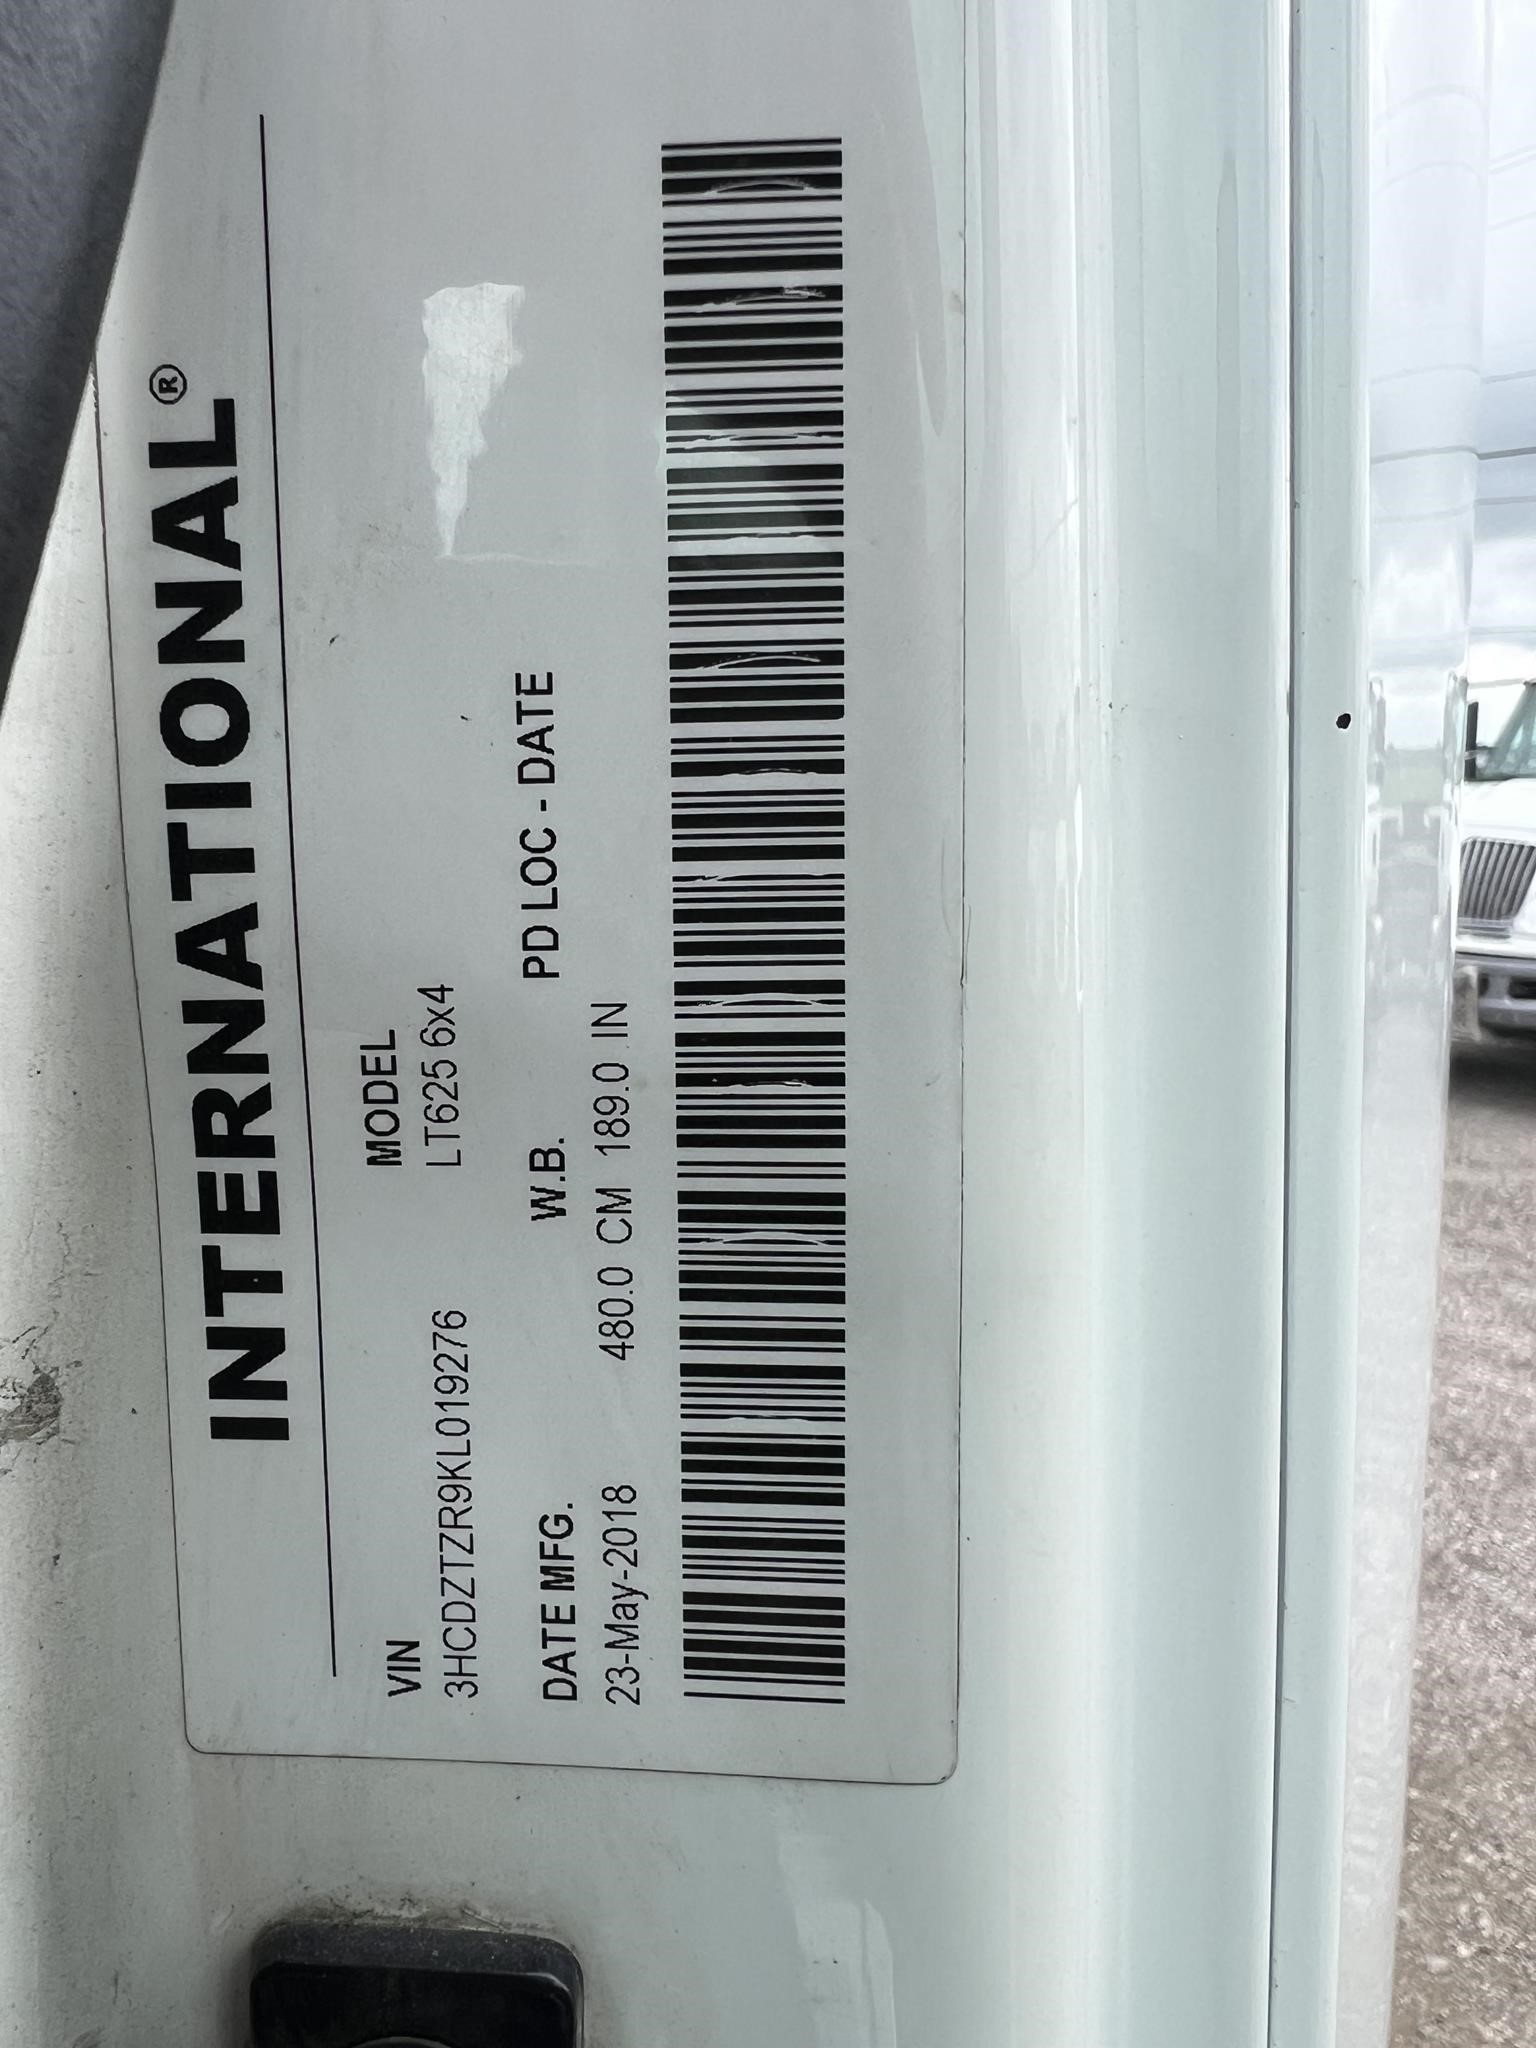 INTERNATIONAL®
VIN MODEL
3HCDZTZR9KL019276 LT625 6x4
DATE MFG. W.B. PD LOC - DATE
23-May-2018 480.0 CM 189.0 IN